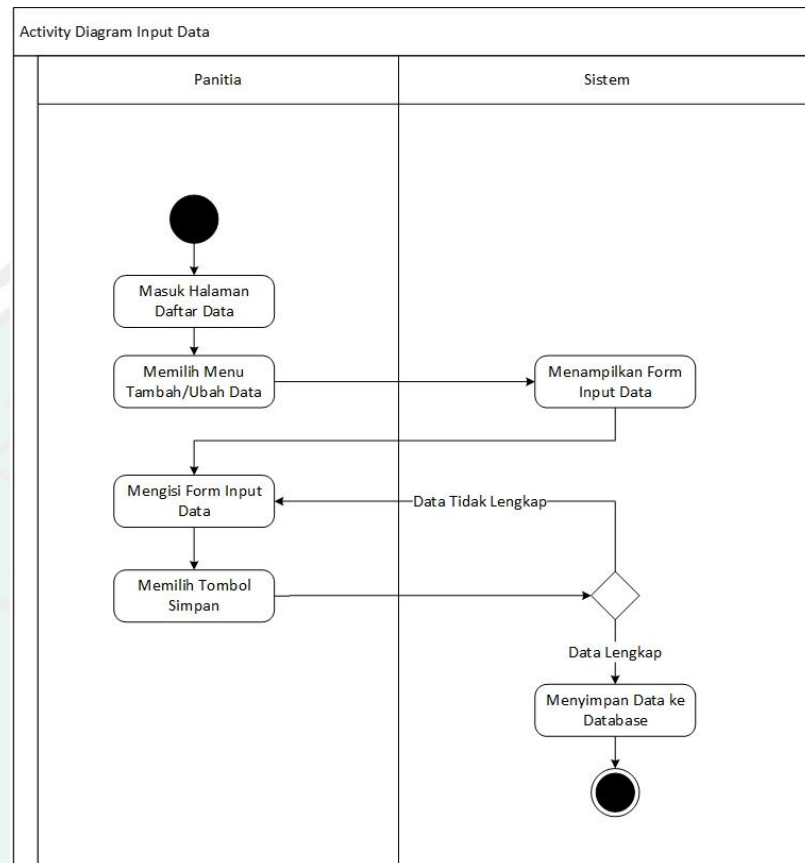 Activity Diagram Input Data
Panitia
Sistem
Masuk Halaman
Daftar Data
Memilih Menu
Tambah/Ubah Data
Menampilkan Form
Input Data
Mengisi Form Input
Data
Data Tidak Lengkap
Memilih Tombol
Simpan
Data Lengkap
Menyimpan Data ke
Database